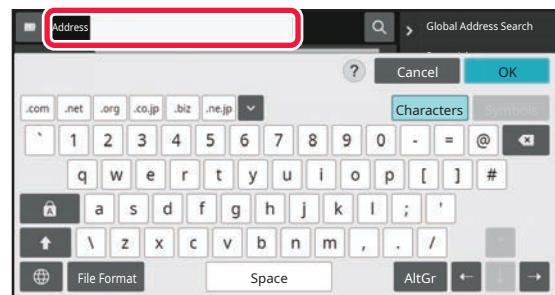 Address
Global Address Search
? Cancel OK
.com .net .org .co.jp .biz .ne.jp Characters Symbols
` 1 2 3 4 5 6 7 8 9 0 - = @
q w e r t y u i o p [ ] #
A a s d f g h j k l ; '
\ z x c v b n m , . /
File Format Space AltGr ← ↓ →